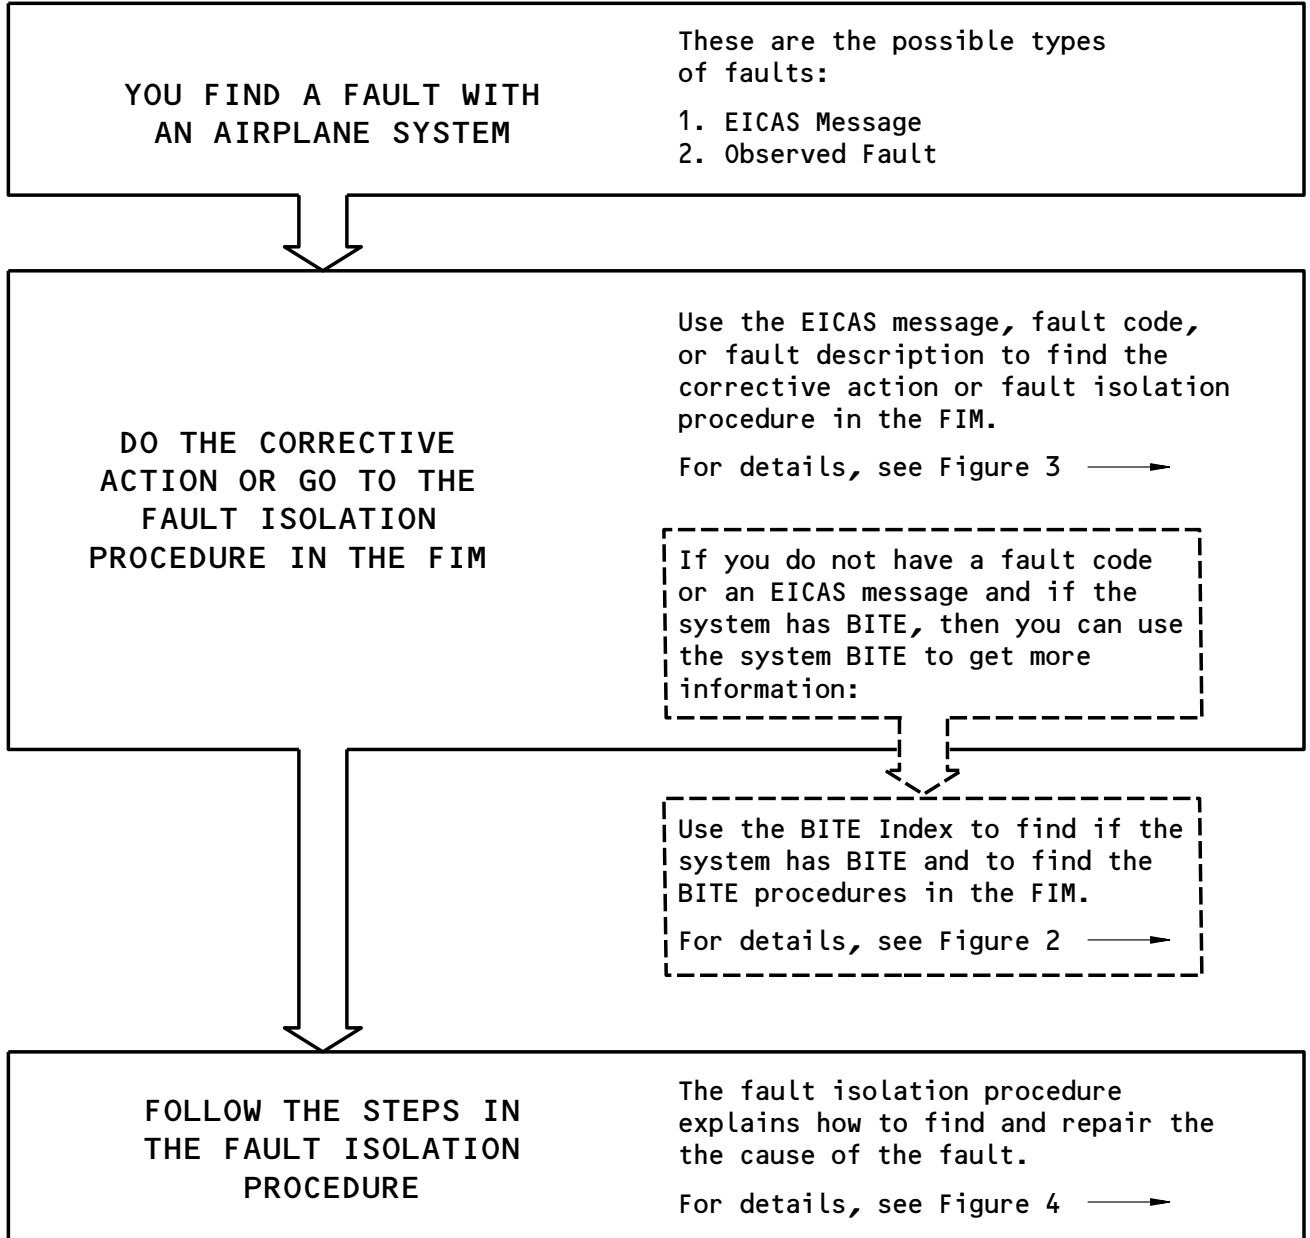 YOU FIND A FAULT WITH
AN AIRPLANE SYSTEM
These are the possible types
of faults:
1. EICAS Message
2. Observed Fault
DO THE CORRECTIVE
ACTION OR GO TO THE
FAULT ISOLATION
PROCEDURE IN THE FIM
Use the EICAS message, fault code,
or fault description to find the
corrective action or fault isolation
procedure in the FIM.
For details, see Figure 3
If you do not have a fault code
or an EICAS message and if the
system has BITE, then you can use
the system BITE to get more
information:
Use the BITE Index to find if the
system has BITE and to find the
BITE procedures in the FIM.
For details, see Figure 2
FOLLOW THE STEPS IN
THE FAULT ISOLATION
PROCEDURE
The fault isolation procedure
explains how to find and repair the
the cause of the fault.
For details, see Figure 4